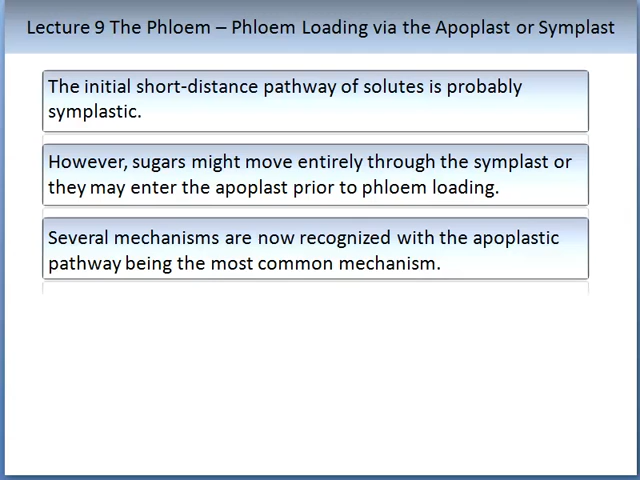 Lecture 9 The Phloem – Phloem Loading via the Apoplast or Symplast
The initial short-distance pathway of solutes is probably
symplastic.
However, sugars might move entirely through the symplast or
they may enter the apoplast prior to phloem loading.
Several mechanisms are now recognized with the apoplastic
pathway being the most common mechanism.